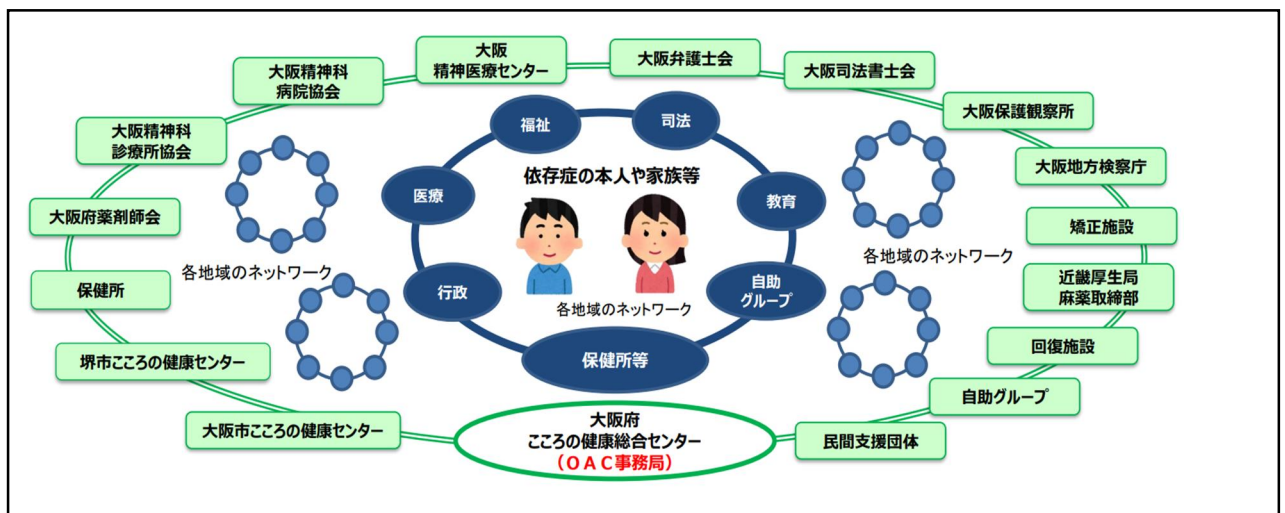 大阪
精神医療センター
大阪弁護士会
大阪精神科
病院協会
大阪司法書士会
大阪保護観察所
大阪精神科
診療所協会
大阪地方検察庁
大阪府薬剤師会
矯正施設
保健所
近畿厚生局
麻薬取締部
堺市こころの健康センター
回復施設
大阪市こころの健康センター
自助グループ
民間支援団体
大阪府
こころの健康総合センター
（ＯＡＣ事務局）
福祉
司法
医療
教育
行政
自助
グループ
保健所等
依存症の本人や家族等
各地域のネットワーク
各地域のネットワーク
各地域のネットワーク